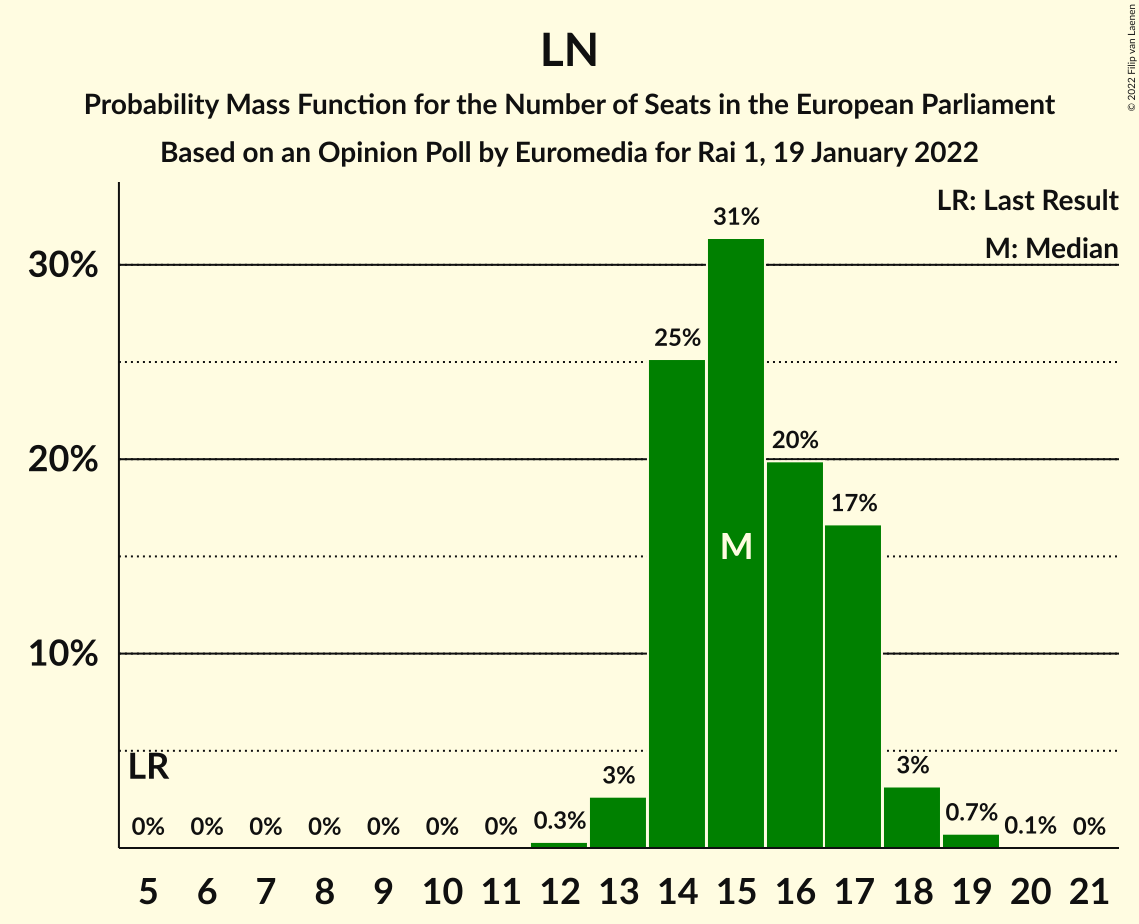 LN
Probability Mass Function for the Number of Seats in the European Parliament
Based on an Opinion Poll by Euromedia for Rai 1, 19 January 2022
© 2022 Filip van Laenen
LR: Last Result
M: Median
30%
20%
10%
LR
M
0% 0% 0% 0% 0% 0% 0% 0.3% 3% 25% 31% 20% 17% 3% 0.7% 0.1% 0%
5 6 7 8 9 10 11 12 13 14 15 16 17 18 19 20 21